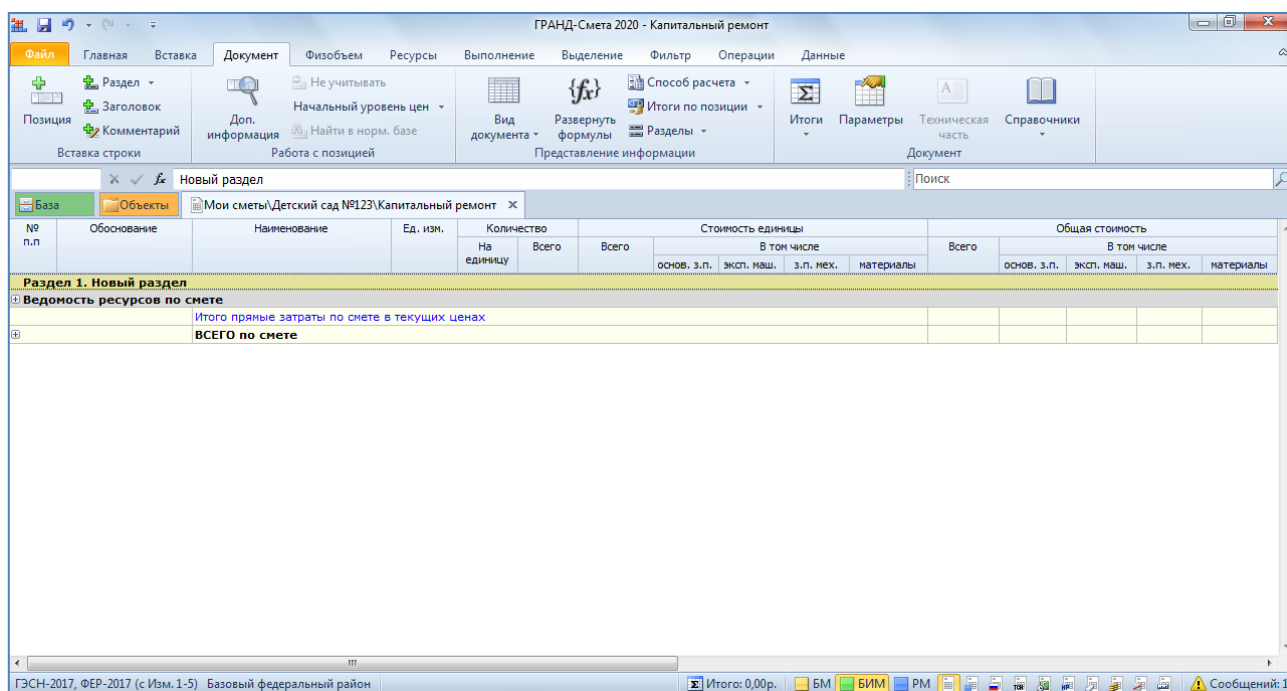 ГРАНД-Смета 2020 - Капитальный ремонт
Файл Главная Вставка Документ Физобъем Ресурсы Выполнение Выделение Фильтр Операции Данные
Позиция
Раздел
Заголовок
Комментарий
Вставка строки
Доп. информация
Не учитывать
Начальный уровень цен
Найти в норм. базе
Работа с позицией
Вид документа
Развернуть формулы
Способ расчета
Итоги по позиции
Разделы
Представление информации
Итоги
Параметры
Техническая часть
Справочники
Документ
fx Новый раздел Поиск
База Объекты Мои сметы\Детский сад №123\Капитальный ремонт
№ п.п Обоснование Наименование Ед. изм. Количество Стоимость единицы Общая стоимость
На единицу Всего Всего В том числе Всего В том числе
основ. з.п. эксп. маш. з.п. мех. материалы основ. з.п. эксп. маш. з.п. мех. материалы
Раздел 1. Новый раздел
Ведомость ресурсов по смете
Итого прямые затраты по смете в текущих ценах
ВСЕГО по смете
ГЭСН-2017, ФЕР-2017 (с Изм. 1-5) Базовый федеральный район Итого: 0,00р. БМ БИМ РМ Сообщений: 1